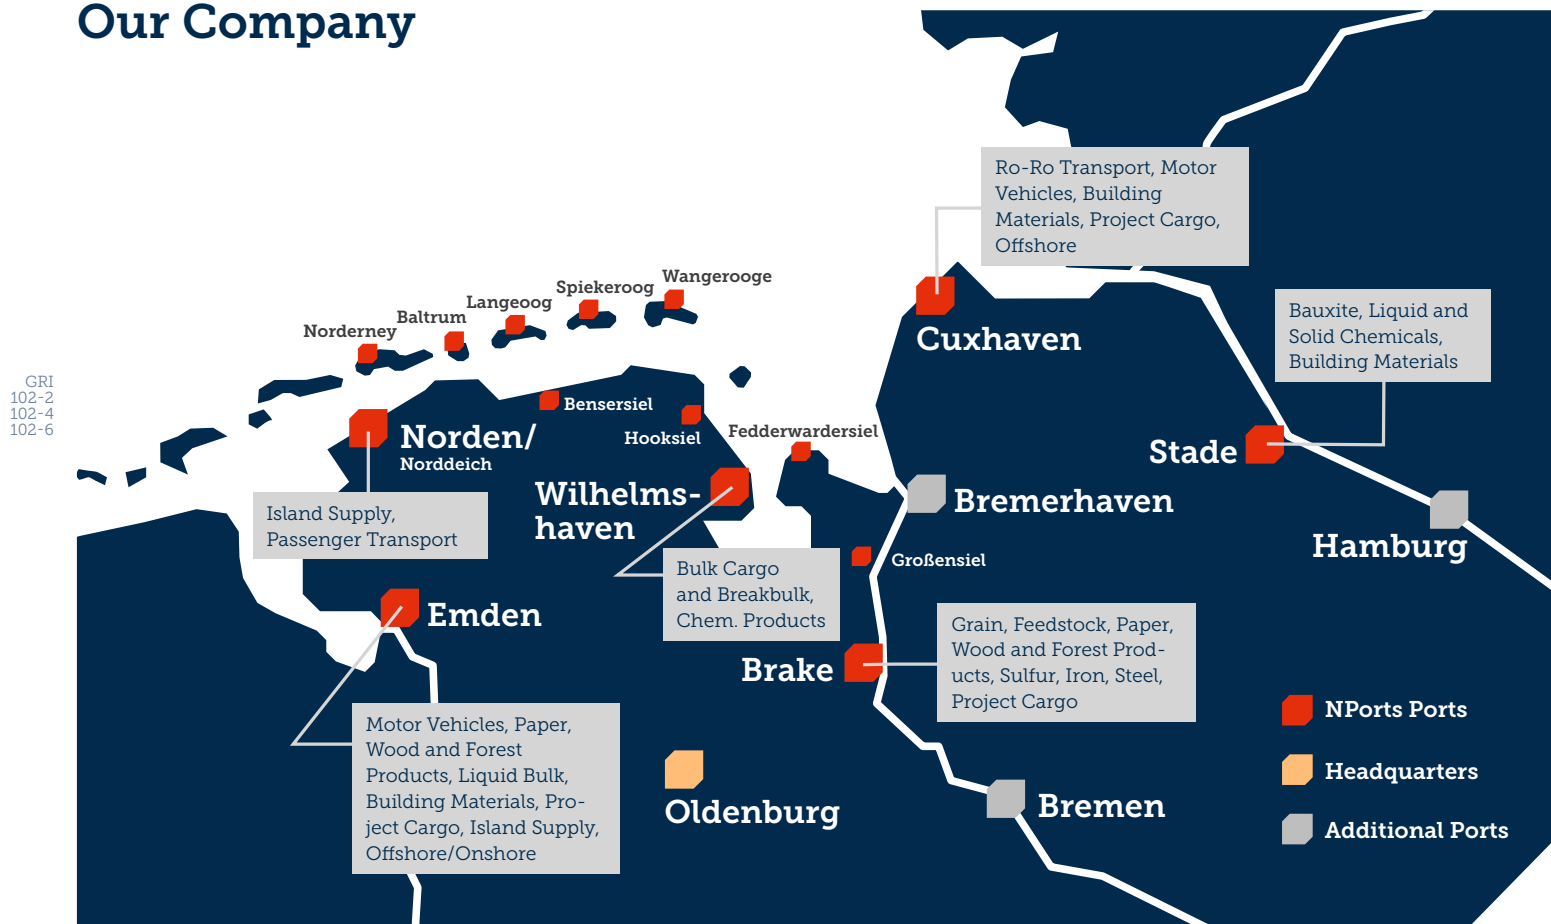 Our Company
Ro-Ro Transport, Motor
Vehicles, Building
Materials, Project Cargo,
Offshore
Wangerooge
Spiekeroog
Langeoog
Baltrum
Norderney
Cuxhaven
Bauxite, Liquid and
Solid Chemicals,
Building Materials
GRI
102-2
102-4
102-6
Bensersiel
Hooksiel
Fedderwardersiel
Norden/
Norddeich
Stade
Wilhelms-
haven
Bremerhaven
Island Supply,
Passenger Transport
Hamburg
Großensiel
Bulk Cargo
and Breakbulk,
Chem. Products
Emden
Grain, Feedstock, Paper,
Wood and Forest Prod-
ucts, Sulfur, Iron, Steel,
Project Cargo
Brake
Motor Vehicles, Paper,
Wood and Forest
Products, Liquid Bulk,
Building Materials, Pro-
ject Cargo, Island Supply,
Offshore/Onshore
Oldenburg
Bremen
NPorts Ports
Headquarters
Additional Ports